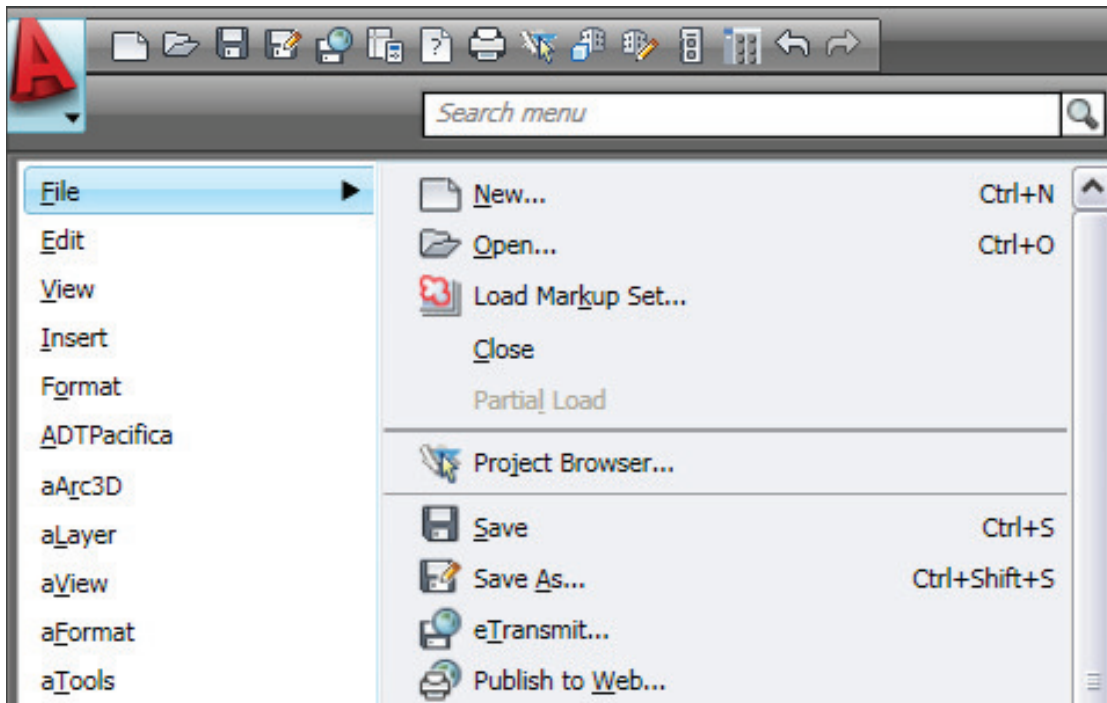 Search menu
File
Edit
View
Insert
Format
ADTPacifica
aArc3D
aLayer
aView
aFormat
aTools
New... Ctrl+N
Open... Ctrl+O
Load Markup Set...
Close
Partial Load
Project Browser...
Save Ctrl+S
Save As... Ctrl+Shift+S
eTransmit...
Publish to Web...